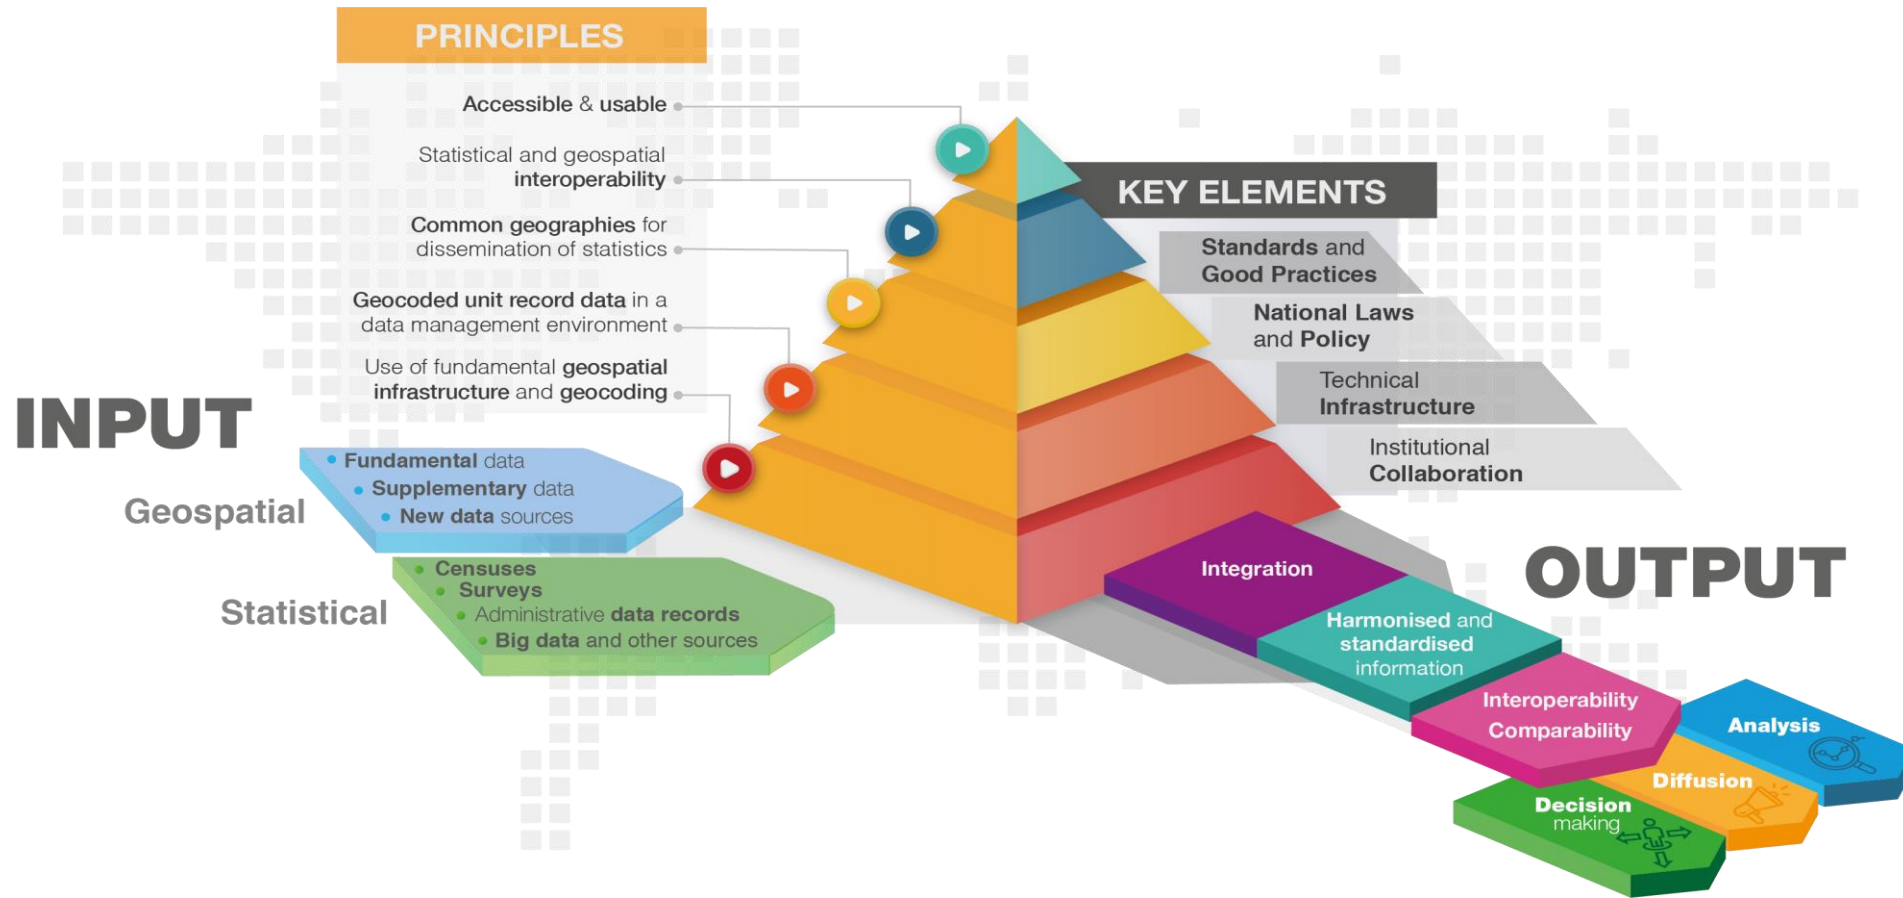 PRINCIPLES
Accessible & usable
Statistical and geospatial
interoperability
Common geographies for
dissemination of statistics
Geocoded unit record data in a
data management environment
Use of fundamental geospatial
infrastructure and geocoding
KEY ELEMENTS
Standards and
Good Practices
National Laws
and Policy
Technical
Infrastructure
Institutional
Collaboration
INPUT
Geospatial
Fundamental data
Supplementary data
New data sources
Statistical
Censuses
Surveys
Administrative data records
Big data and other sources
OUTPUT
Integration
Harmonised and
standardised
information
Interoperability
Comparability
Analysis
Diffusion
Decision
making